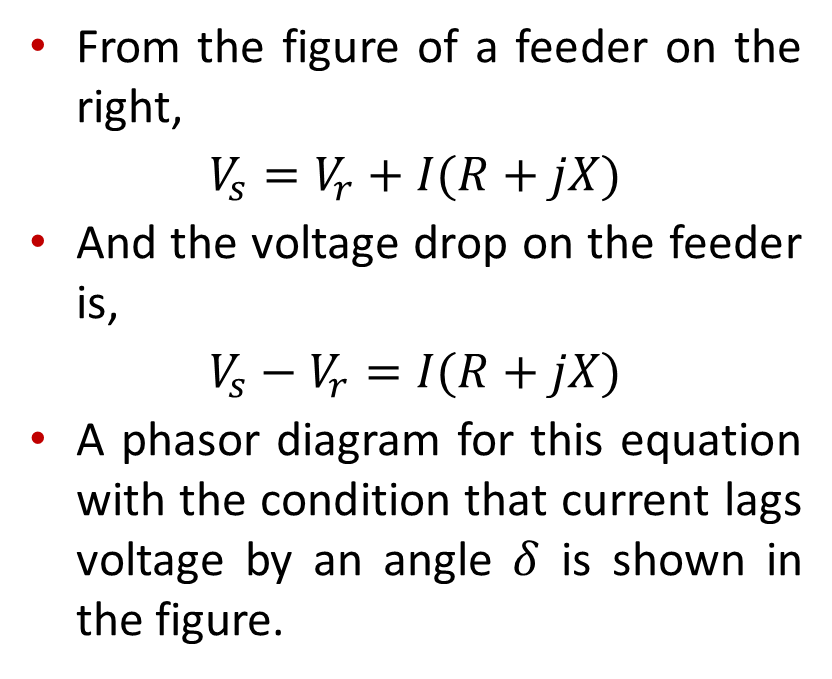 • From the figure of a feeder on the
right,
𝑉ₛ = 𝑉ᵣ + 𝐼(𝑅 + 𝑗𝑋)
• And the voltage drop on the feeder
is,
𝑉ₛ − 𝑉ᵣ = 𝐼(𝑅 + 𝑗𝑋)
• A phasor diagram for this equation
with the condition that current lags
voltage by an angle 𝛿 is shown in
the figure.